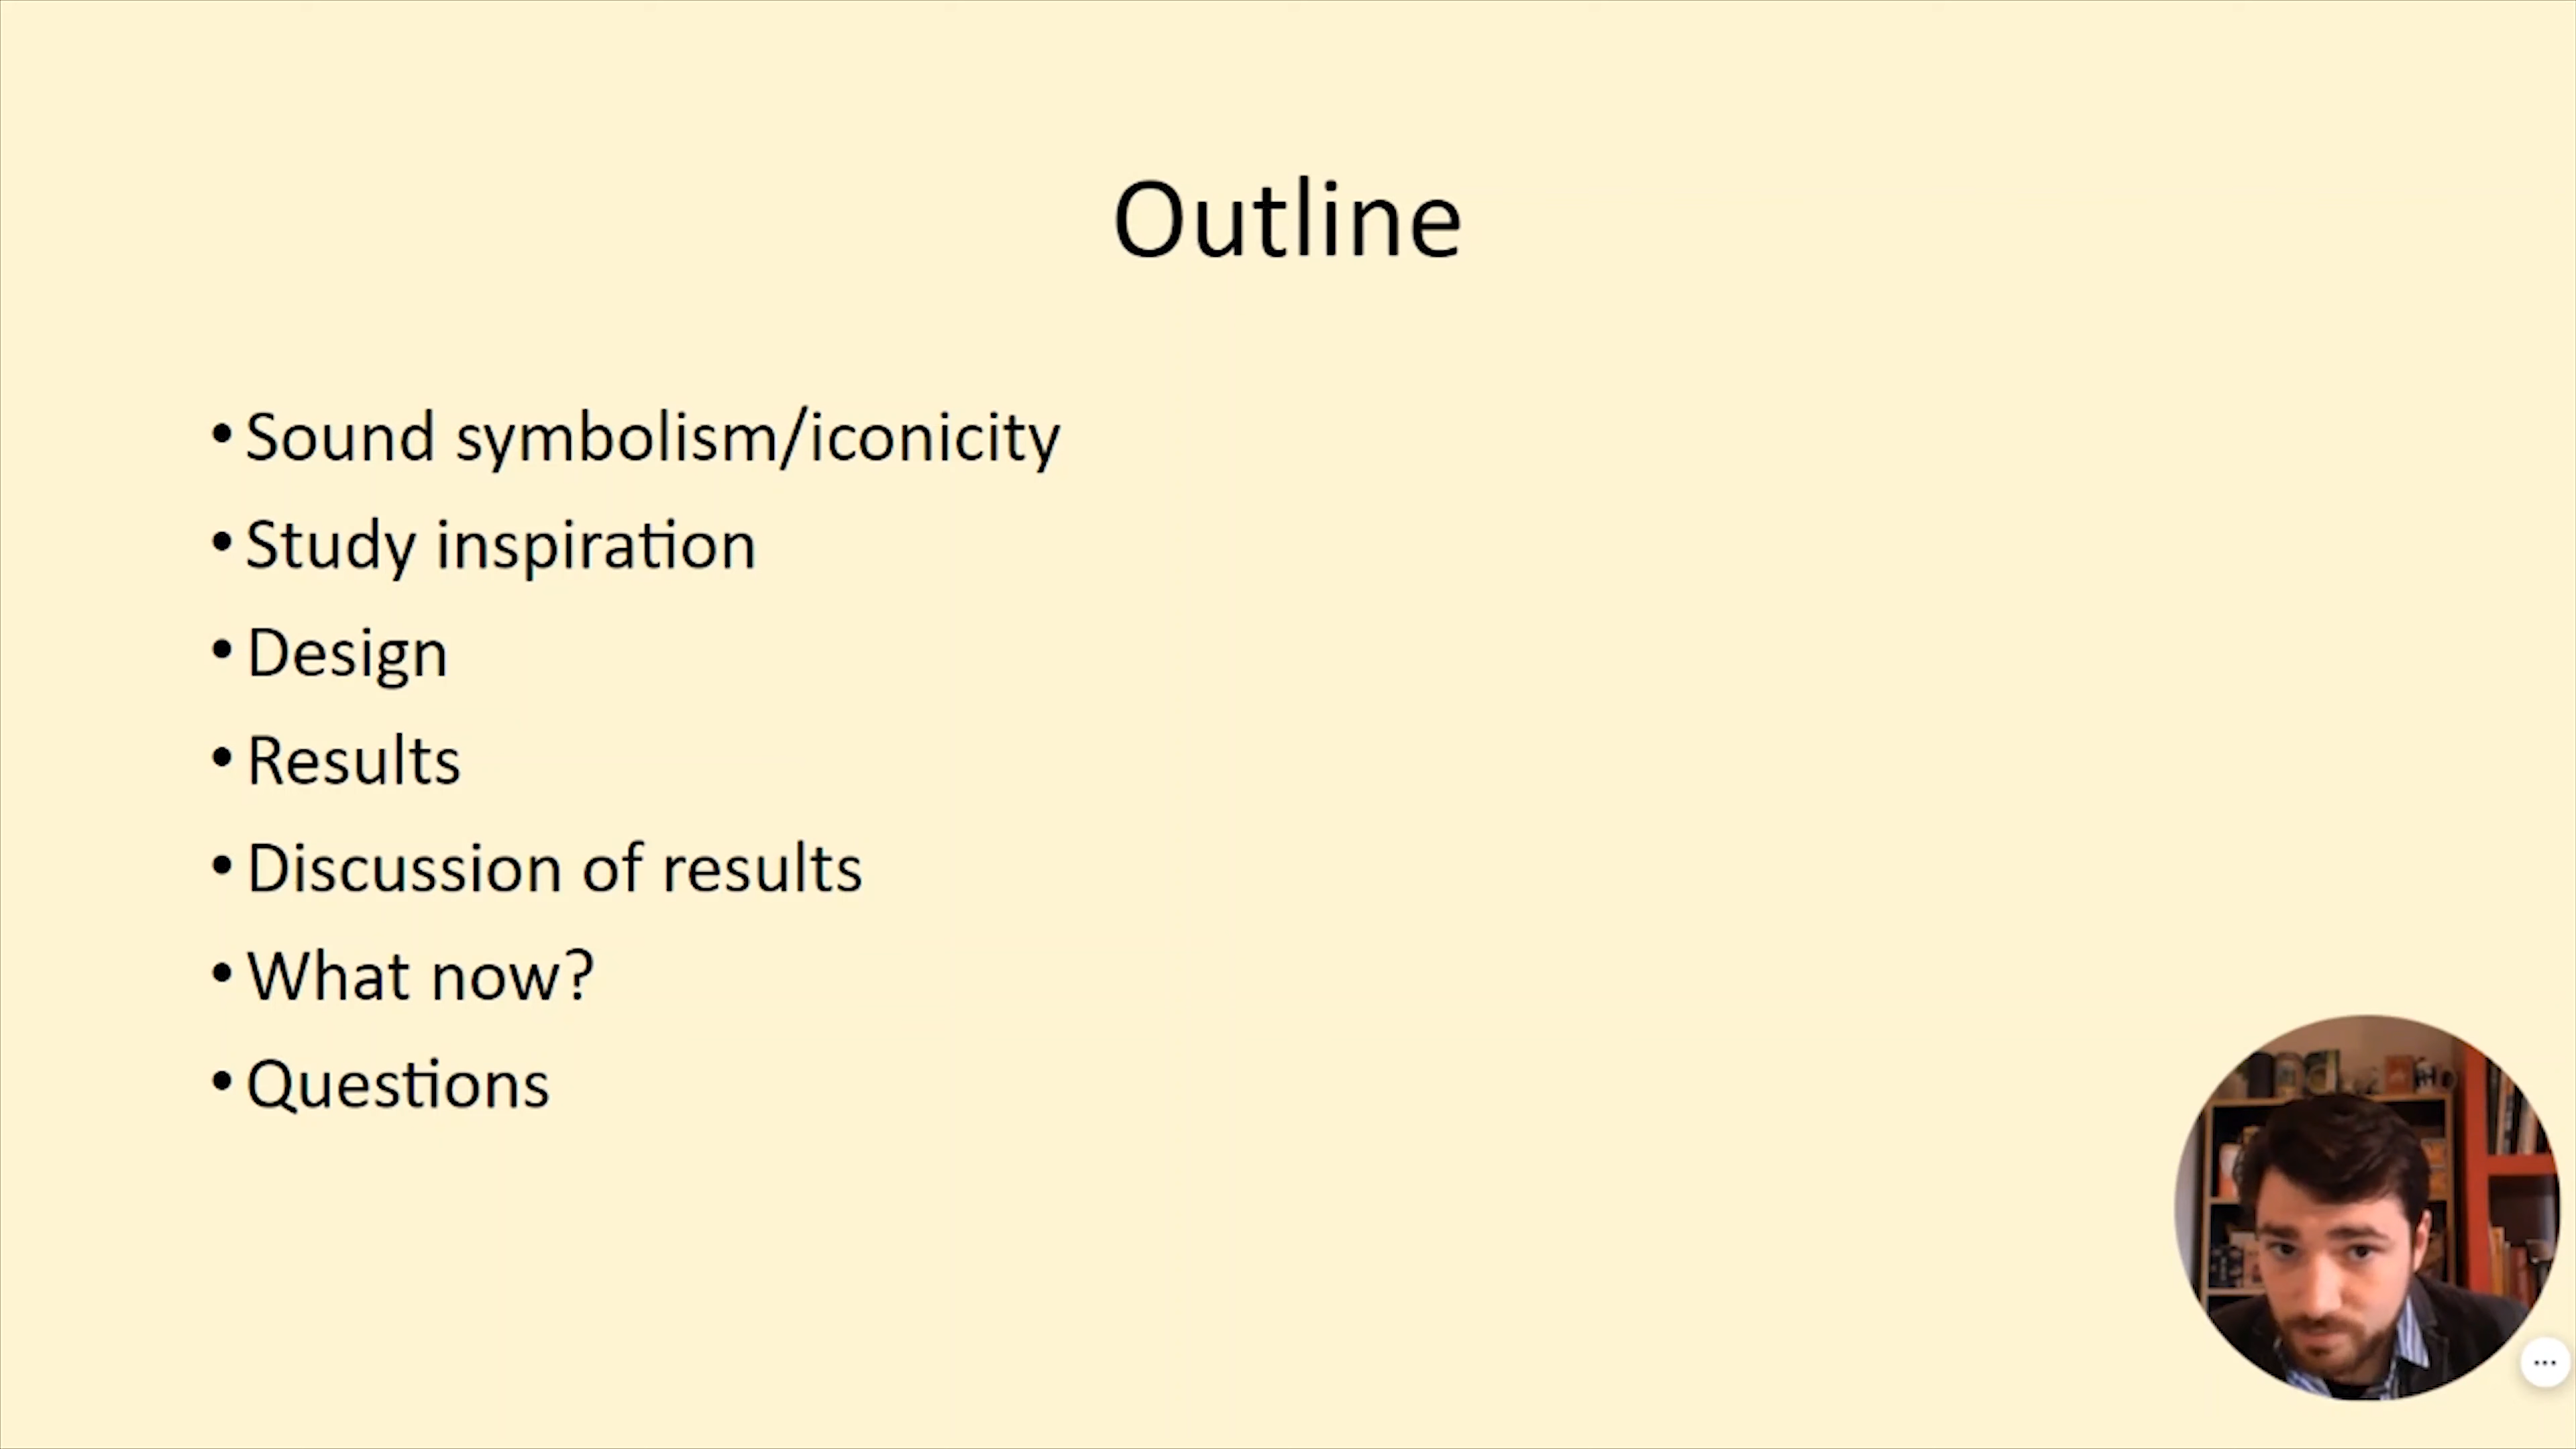 Outline
• Sound symbolism/iconicity
• Study inspiration
• Design
• Results
• Discussion of results
• What now?
• Questions